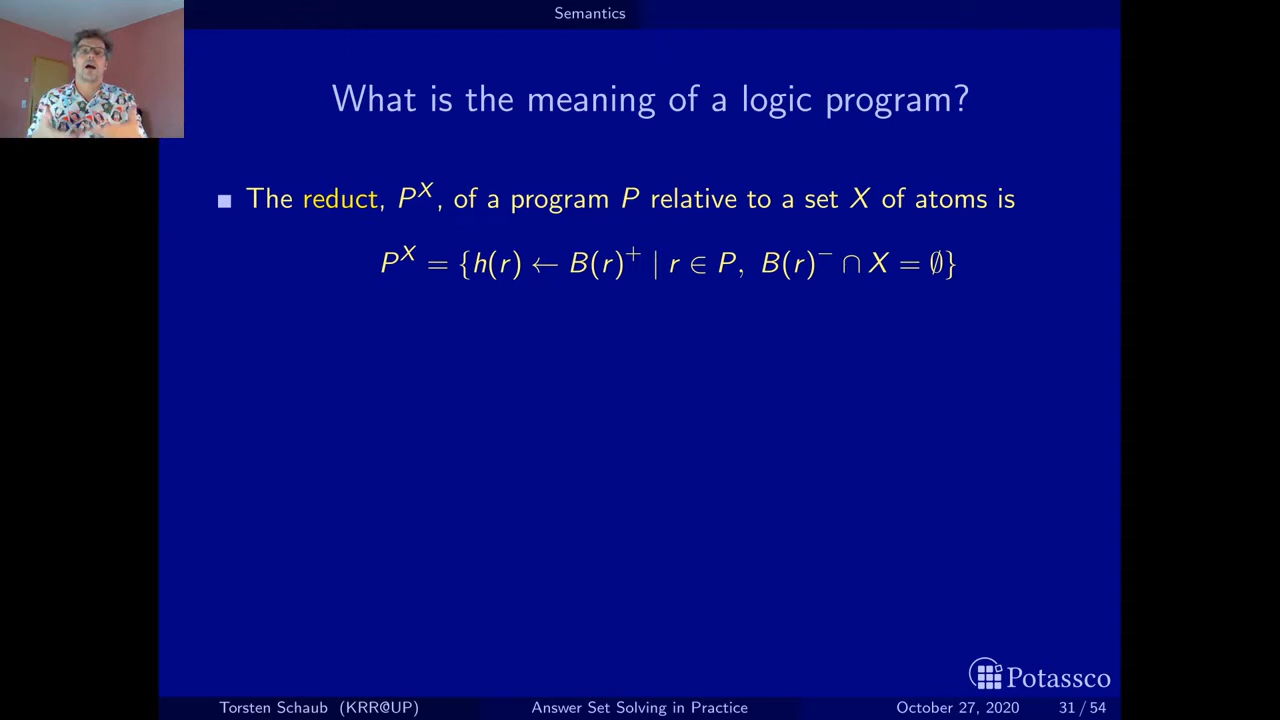 Semantics
What is the meaning of a logic program?
■ The reduct, P^X, of a program P relative to a set X of atoms is
P^X = {h(r) ← B(r)^+ | r ∈ P, B(r)^− ∩ X = ∅}
Potassco
Torsten Schaub (KRR@UP) Answer Set Solving in Practice October 27, 2020 31 / 54